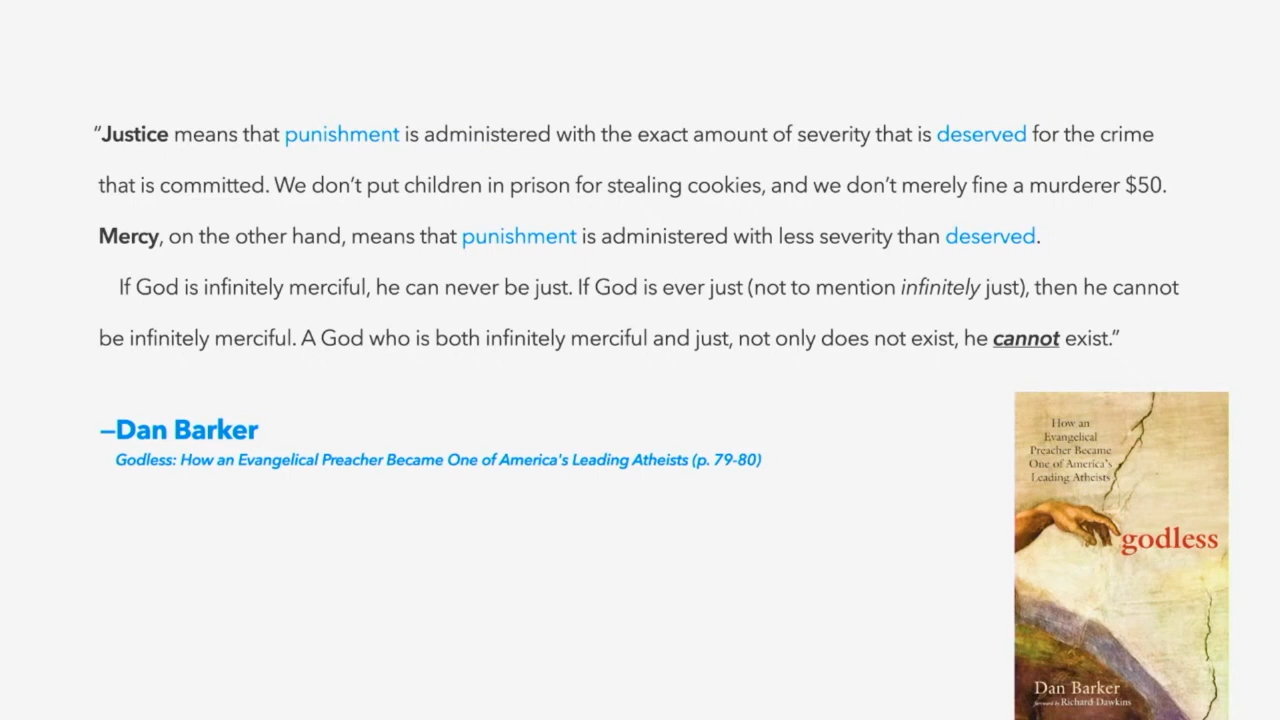 “Justice means that punishment is administered with the exact amount of severity that is deserved for the crime
that is committed. We don’t put children in prison for stealing cookies, and we don’t merely fine a murderer $50.
Mercy, on the other hand, means that punishment is administered with less severity than deserved.
If God is infinitely merciful, he can never be just. If God is ever just (not to mention infinitely just), then he cannot
be infinitely merciful. A God who is both infinitely merciful and just, not only does not exist, he cannot exist.”
–Dan Barker
Godless: How an Evangelical Preacher Became One of America's Leading Atheists (p. 79-80)
How an
Evangelical
Preacher Became
One of America's
Leading Atheists
godless
Dan Barker
foreword by Richard Dawkins